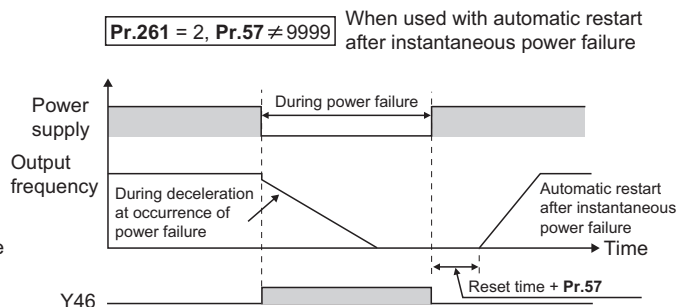 Pr.261 = 2, Pr.57 ≠ 9999
When used with automatic restart
after instantaneous power failure
Power
supply
During power failure
Output
frequency
During deceleration
at occurrence of
power failure
Automatic restart
after instantaneous
power failure
Time
e
Reset time + Pr.57
Y46